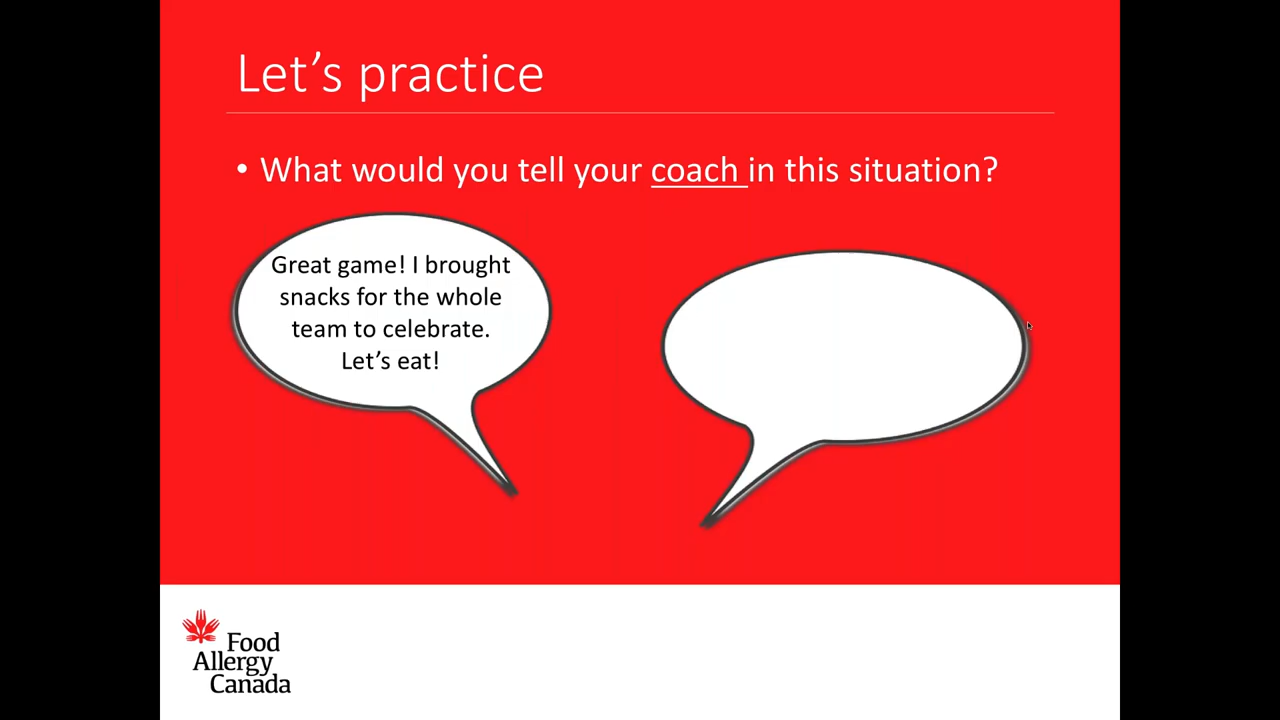 Let’s practice
• What would you tell your coach in this situation?
Great game! I brought
snacks for the whole
team to celebrate.
Let’s eat!
Food
Allergy
Canada